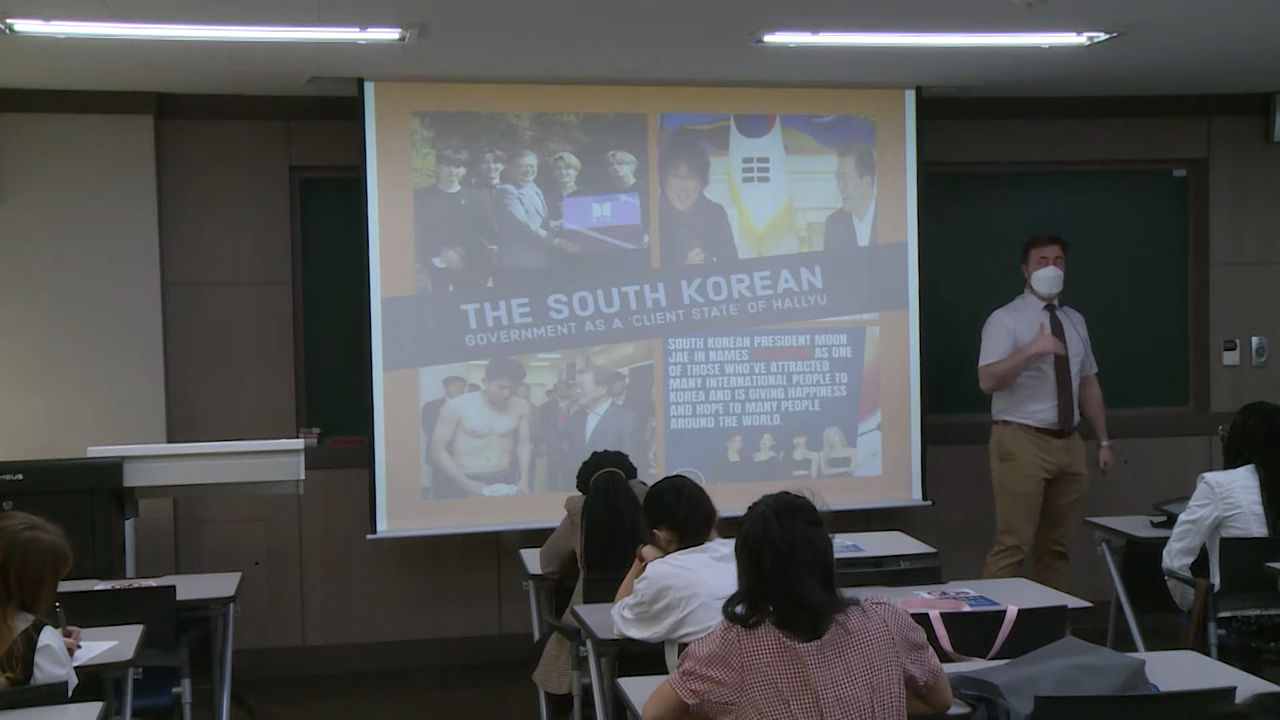 THE SOUTH KOREAN
GOVERNMENT AS A 'CLIENT STATE' OF HALLYU
SOUTH KOREAN PRESIDENT MOON
JAE IN NAMES AS ONE
OF THOSE WHO'VE ATTRACTED
MANY INTERNATIONAL PEOPLE TO
KOREA AND IS GIVING HAPPINESS
AND HOPE TO MANY PEOPLE
AROUND THE WORLD.